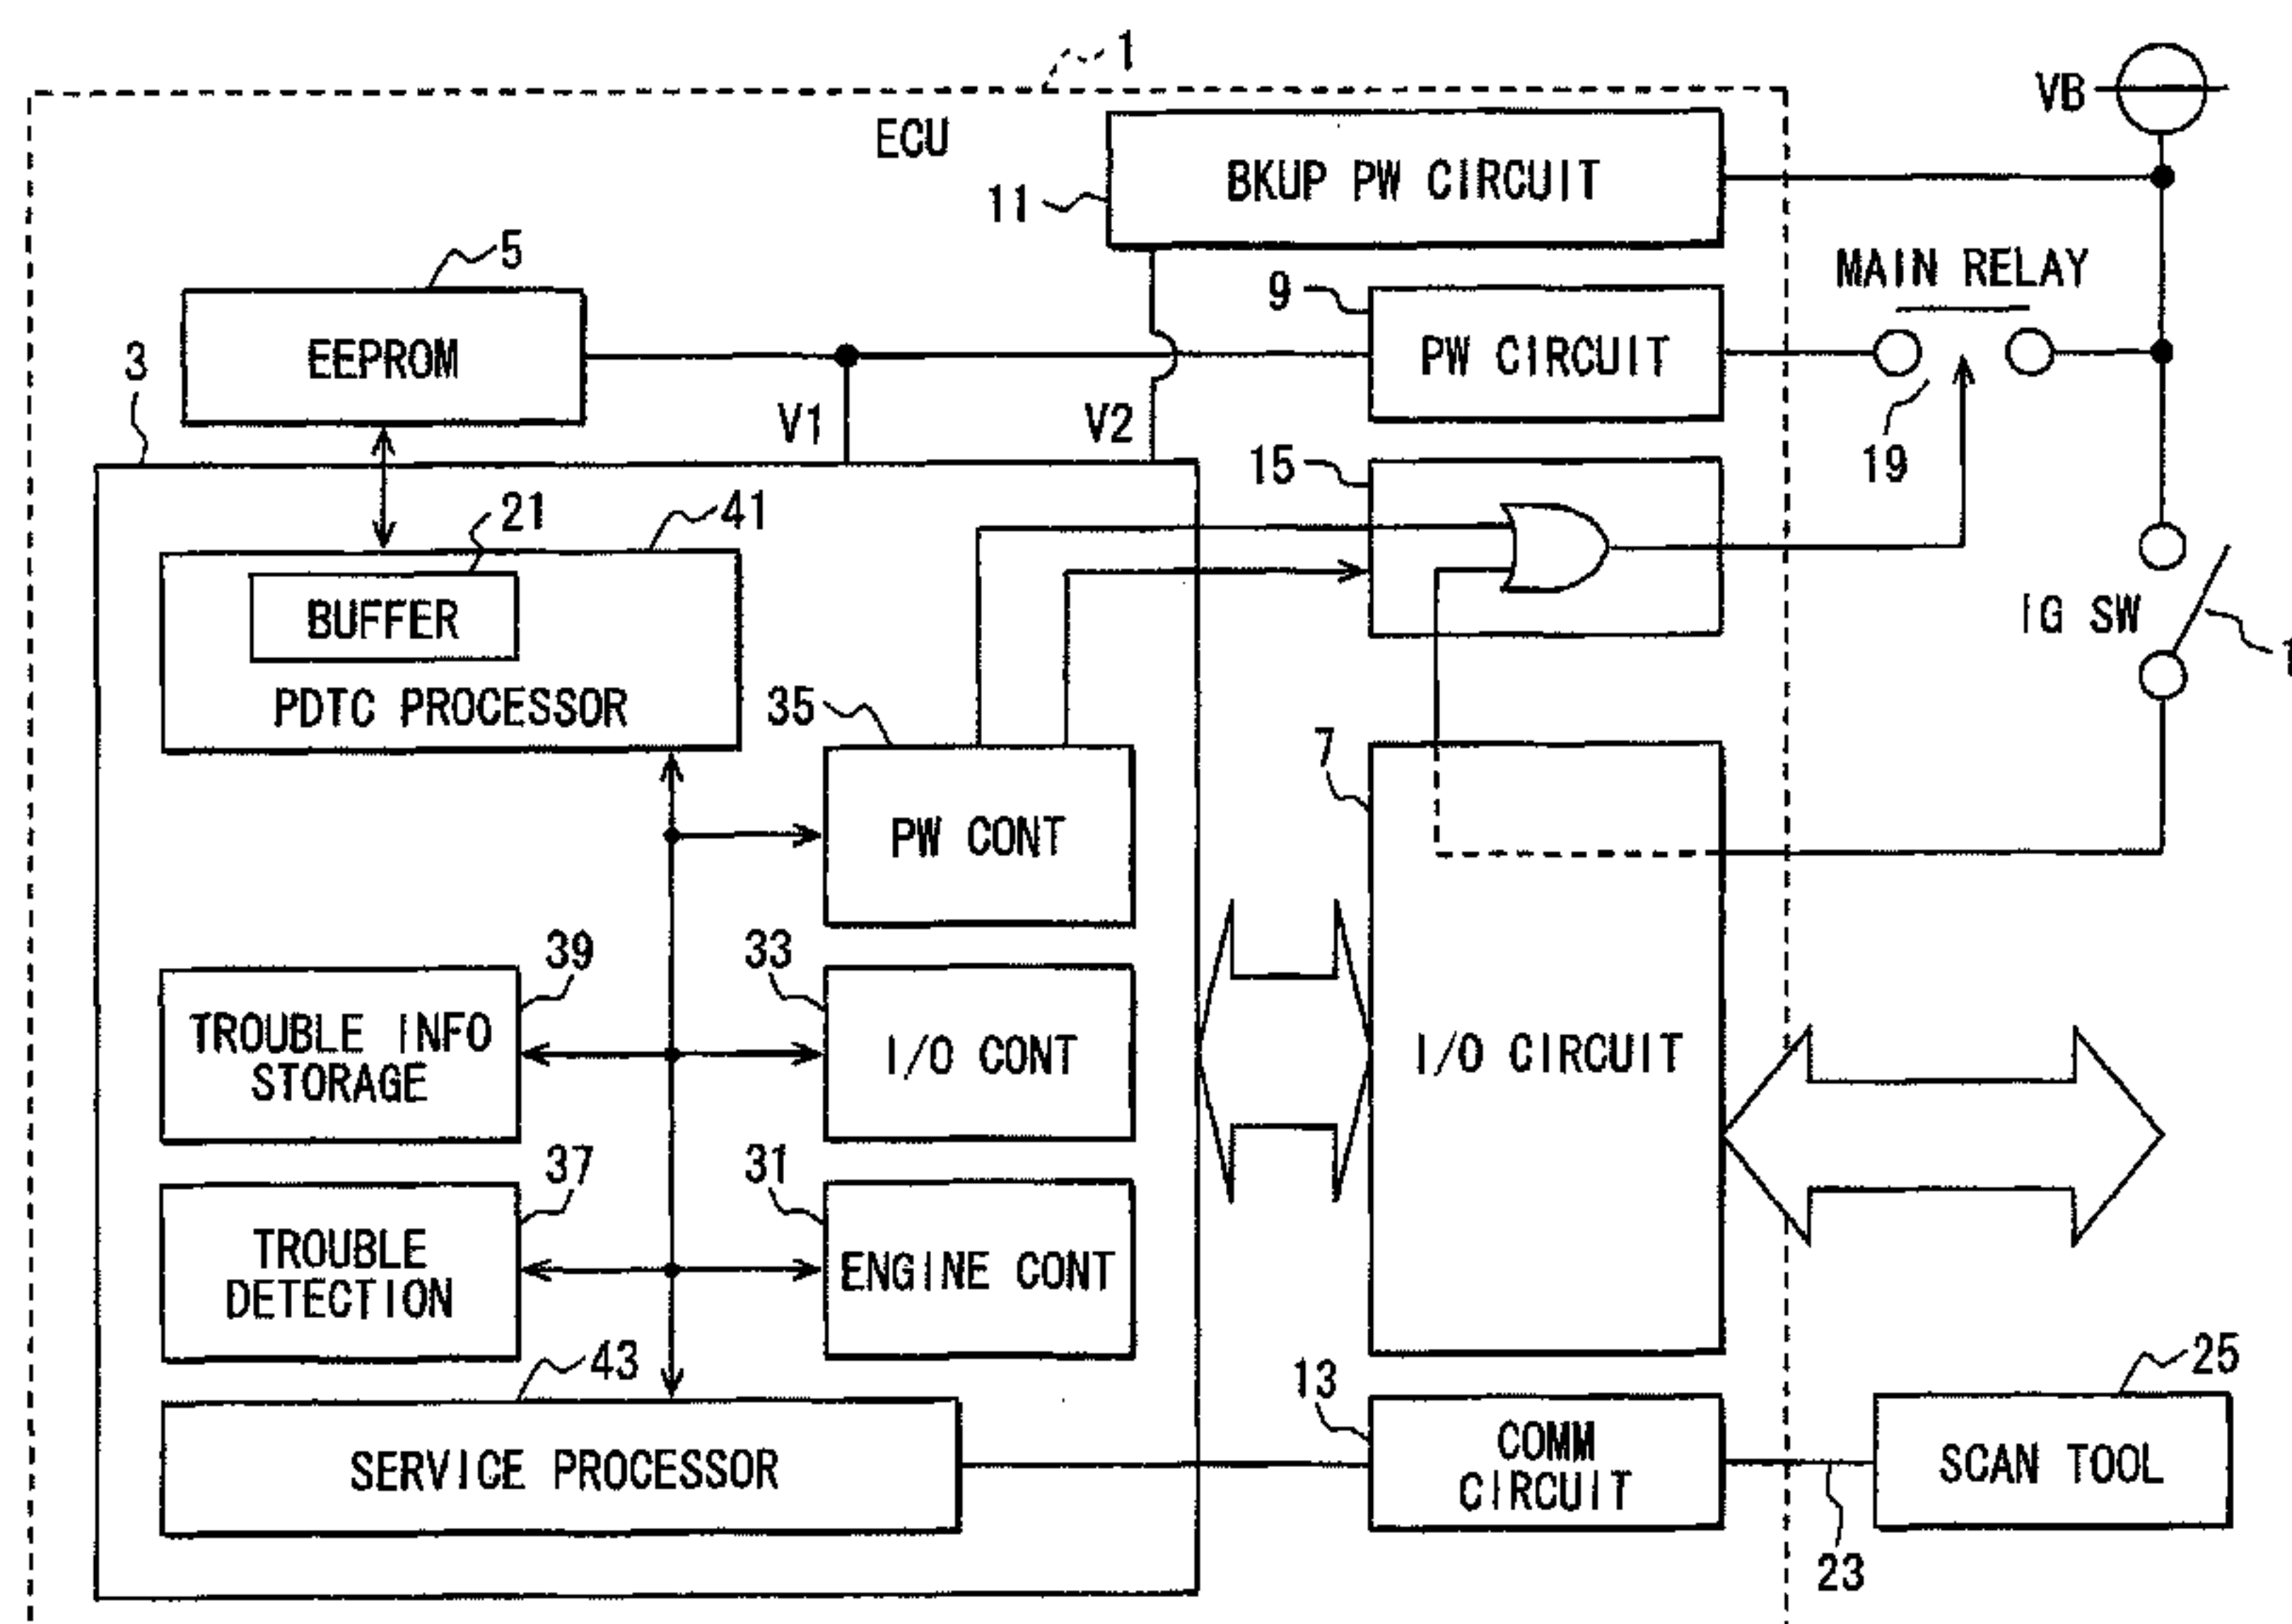 1
VB
ECU
BKUP PW CIRCUIT
11
5
MAIN RELAY
9
EEPROM
PW CIRCUIT
3
V1
V2
19
15
21
41
BUFFER
IG SW
PDTC PROCESSOR
35
7
PW CONT
39
33
TROUBLE INFO
STORAGE
I/O CONT
I/O CIRCUIT
37
31
TROUBLE
DETECTION
ENGINE CONT
43
13
25
SERVICE PROCESSOR
COMM
CIRCUIT
SCAN TOOL
23